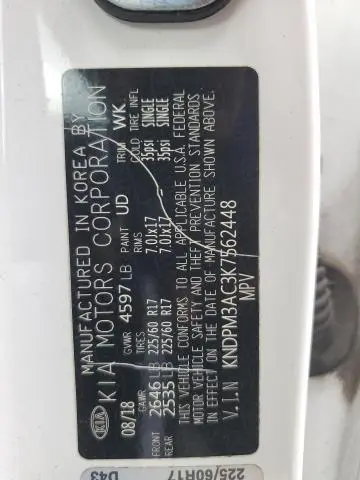 MANUFACTURED IN KOREA BY
KIA KIA MOTORS CORPORATION
08/18 GVWR 4597 LB PAINT UD TRIM WK
GAWR TIRES RIMS COLD TIRE INFL
FRONT 2646 LB 225/60 R17 7.0Jx17 35psi SINGLE
REAR 2535 LB 225/60 R17 7.0Jx17 35psi SINGLE
THIS VEHICLE CONFORMS TO ALL APPLICABLE U.S.A. FEDERAL
MOTOR VEHICLE SAFETY AND THEFT PREVENTION STANDARDS
IN EFFECT ON THE DATE OF MANUFACTURE SHOWN ABOVE.
V.I.N KNDPM3AC3K7562448
MPV
225/60R17
D43